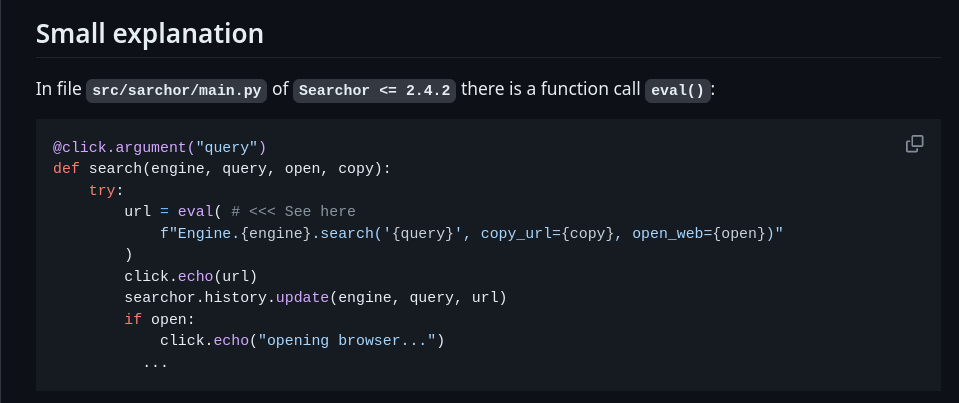 Small explanation
In file src/sarchor/main.py of Searchor <= 2.4.2 there is a function call eval():
@click.argument("query")
def search(engine, query, open, copy):
    try:
        url = eval( # <<< See here
            f"Engine.{engine}.search('{query}', copy_url={copy}, open_web={open})"
        )
        click.echo(url)
        searchor.history.update(engine, query, url)
        if open:
            click.echo("opening browser...")
          ...